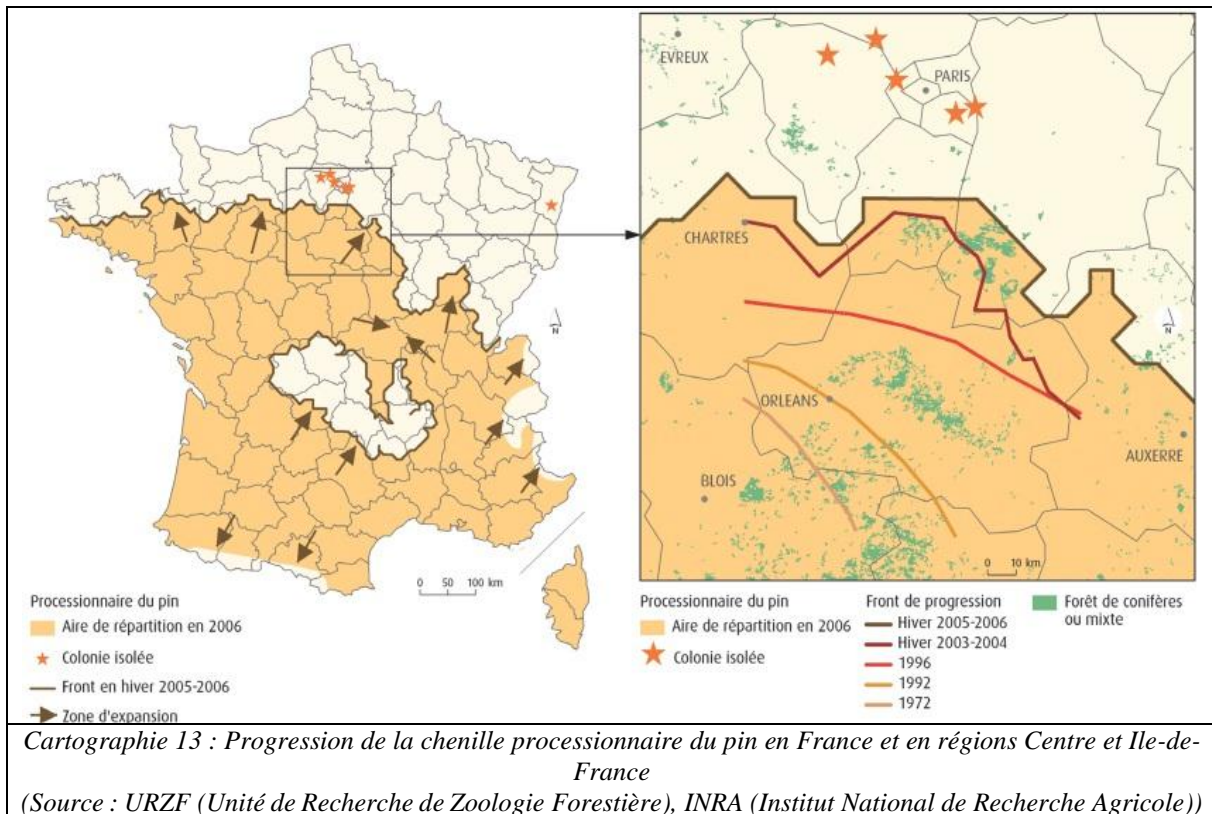 EVREUX
PARIS
CHARTRES
ORLEANS
BLOIS
AUXERRE
N
N
0 50 100 km
0 10 km
Processionnaire du pin
Aire de répartition en 2006
Colonie isolée
Front en hiver 2005-2006
Zone d'expansion
Processionnaire du pin
Aire de répartition en 2006
Colonie isolée
Front de progression
Hiver 2005-2006
Hiver 2003-2004
1996
1992
1972
Forêt de conifères
ou mixte
Cartographie 13 : Progression de la chenille processionnaire du pin en France et en régions Centre et Ile-de-
France
(Source : URZF (Unité de Recherche de Zoologie Forestière), INRA (Institut National de Recherche Agricole))